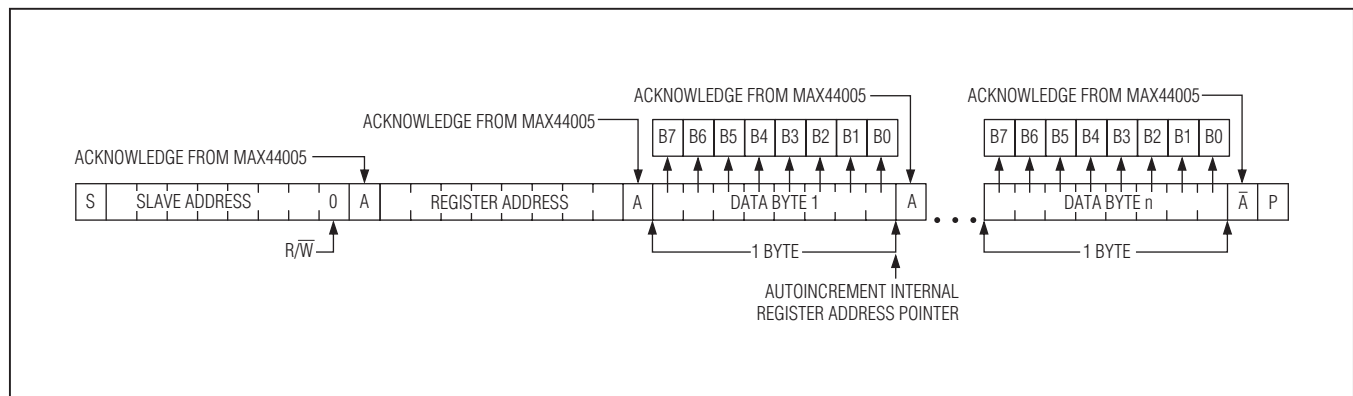 ACKNOWLEDGE FROM MAX44005
ACKNOWLEDGE FROM MAX44005
ACKNOWLEDGE FROM MAX44005
B7 B6 B5 B4 B3 B2 B1 B0
ACKNOWLEDGE FROM MAX44005
B7 B6 B5 B4 B3 B2 B1 B0
S SLAVE ADDRESS 0 A REGISTER ADDRESS A DATA BYTE 1 A • • • DATA BYTE n A̅ P
R/W̅
1 BYTE
1 BYTE
AUTOINCREMENT INTERNAL
REGISTER ADDRESS POINTER